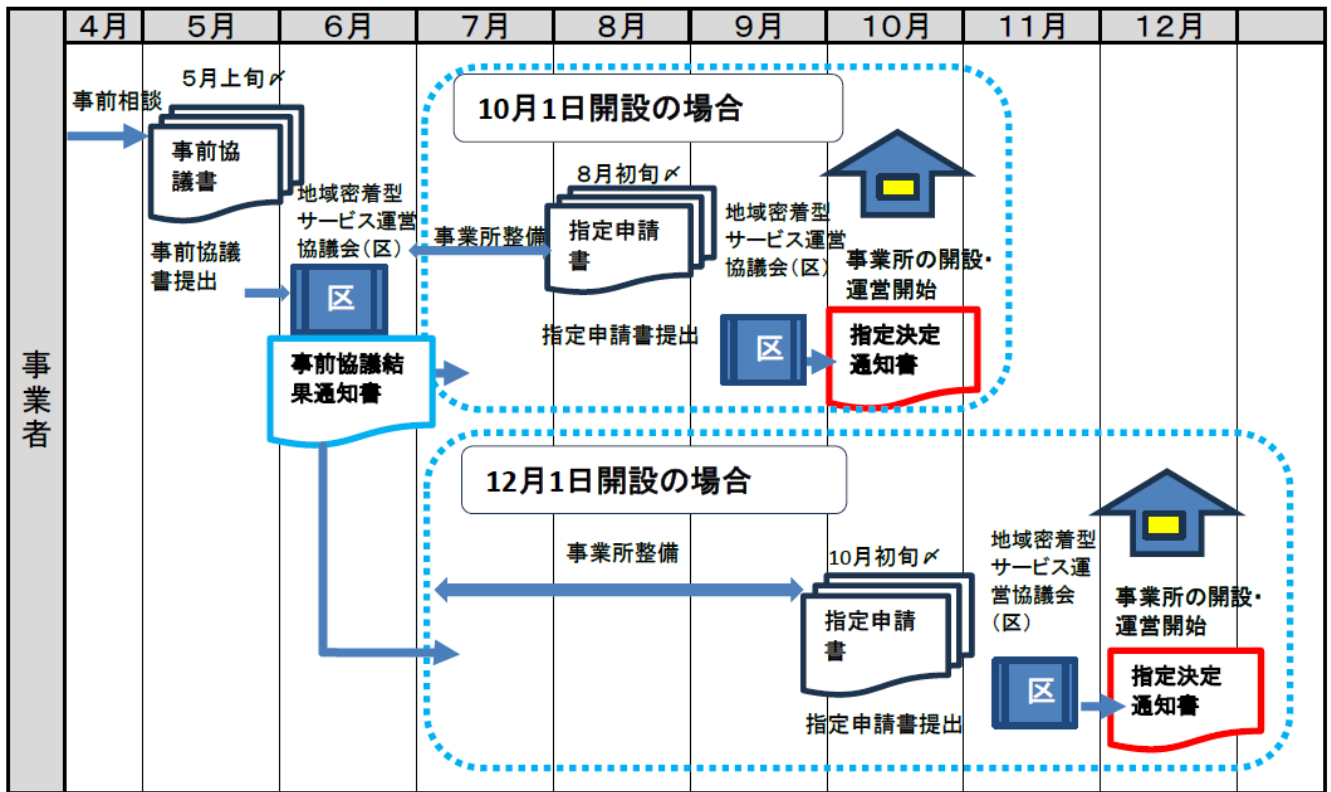 4月
5月
6月
7月
8月
9月
10月
11月
12月
事業者
事前相談
5月上旬〆
事前協
議書
事前協議
書提出
地域密着型
サービス運営
協議会(区)
区
事前協議結
果通知書
10月1日開設の場合
事業所整備
8月初旬〆
指定申請
書
指定申請書提出
地域密着型
サービス運営
協議会(区)
区
事業所の開設・
運営開始
指定決定
通知書
12月1日開設の場合
事業所整備
10月初旬〆
指定申請
書
指定申請書提出
地域密着型
サービス運
営協議会
(区)
区
事業所の開設・
運営開始
指定決定
通知書